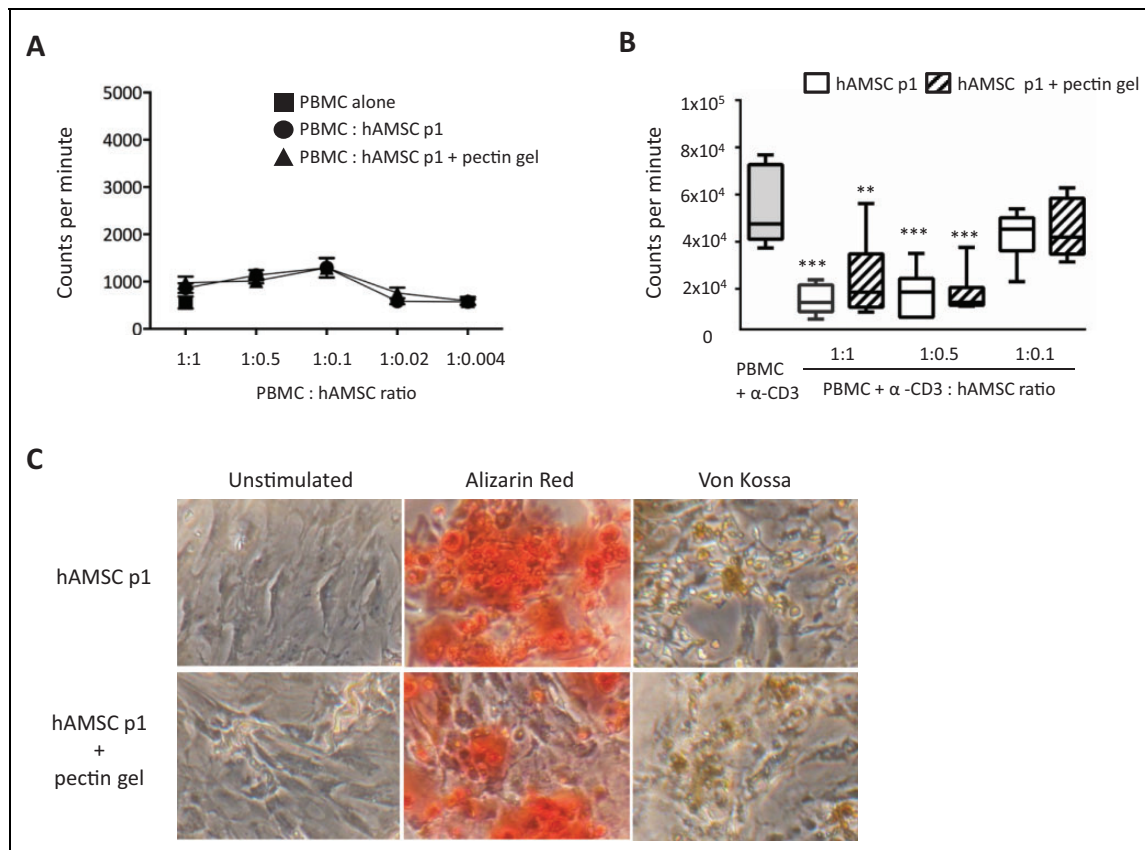 A
Counts per minute
5000
4000
3000
2000
1000
0
PBMC alone
PBMC : hAMSC p1
PBMC : hAMSC p1 + pectin gel
1:1 1:0.5 1:0.1 1:0.02 1:0.004
PBMC : hAMSC ratio
B
hAMSC p1 hAMSC p1 + pectin gel
Counts per minute
1x10⁵
8x10⁴
6x10⁴
4x10⁴
2x10⁴
0
*** ** *** ***
PBMC
+ α-CD3
1:1 1:0.5 1:0.1
PBMC + α -CD3 : hAMSC ratio
C
Unstimulated Alizarin Red Von Kossa
hAMSC p1
hAMSC p1
+
pectin gel